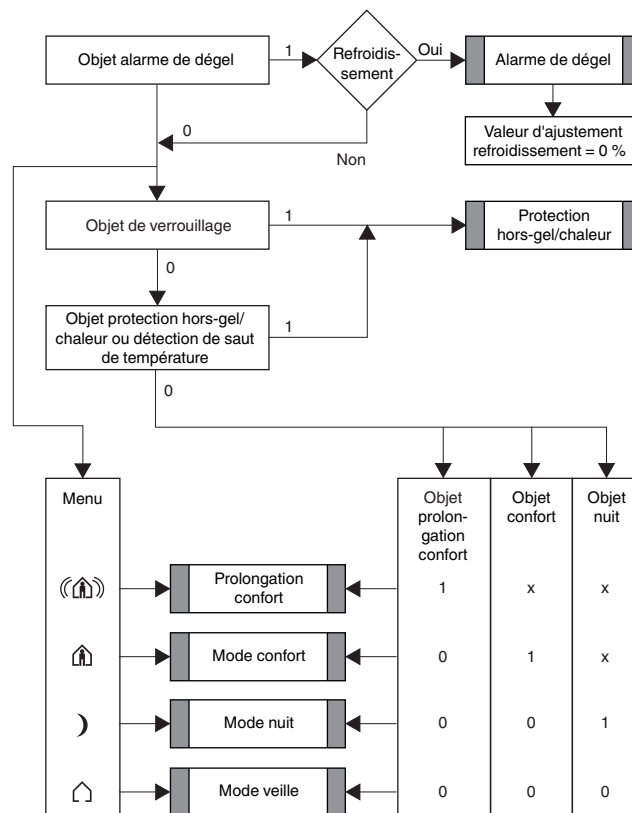 Objet alarme de dégel
1
Refroidis-
sement
Oui
Alarme de dégel
0
Non
Valeur d'ajustement
refroidissement = 0 %
Objet de verrouillage
1
Protection
hors-gel/chaleur
0
Objet protection hors-gel/
chaleur ou détection de saut
de température
1
0
Menu
Objet
prolon-
gation
confort
Objet
confort
Objet
nuit
Prolongation
confort
1 x x
Mode confort
0 1 x
Mode nuit
0 0 1
Mode veille
0 0 0